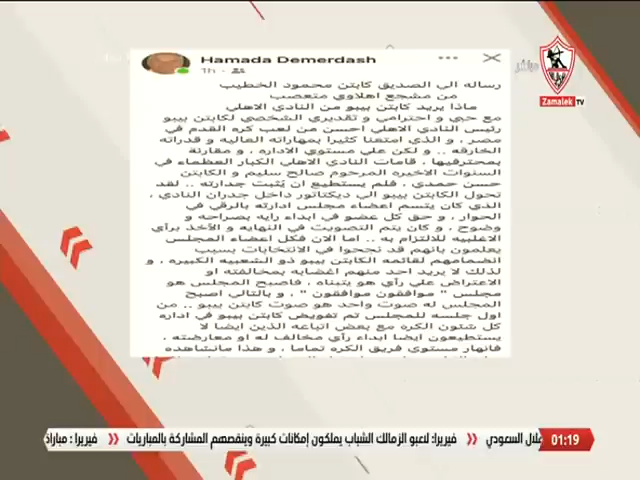 Hamada Demerdash
1h
مباشر
Zamalek TV
رساله الي الصديق كابتن محمود الخطيب
من مشجع اهلاوي متعصب
ماذا يريد كابتن بيبو من النادي الاهلي
مع حبي و احترامي و تقديري الشخصي لكابتن بيبو
رئيس النادي الاهلي احسن من لعب كره القدم في
مصر , و الذي امتعنا كثيرا بمهاراته العاليه و قدراته
الخارقه .. و لكن علي مستوي الاداره , و مقارنة
بمحترفيها , قامات النادي الاهلي الكبار العظماء في
السنوات الاخيره المرحوم صالح سليم و الكابتن
حسن حمدي , فلم يستطيع ان يثبت جدارته .. لقد
تحول الكابتن بيبو الي ديكتاتور داخل جدران النادي ,
الذي كان يتسم اعضاء مجلس ادارته بالرقي في
الحوار , و حق كل عضو في ابداء رايه بصراحه و
وضوح , و كان يتم التصويت في النهايه و الأخذ برأي
الاغلبيه للالتزام به .. اما الان فكل اعضاء المجلس
يعلمون بانهم قد نجحوا في الانتخابات بسبب
انضمامهم لقائمه الكابتن بيبو ذو الشعبيه الكبيره , و
لذلك لا يريد احد منهم اغضابه بمخالفته او
الاعتراض علي رأي هو يتبناه , فاصبح المجلس هو
مجلس " موافقون موافقون " , و بالتالي اصبح
المجلس له صوت واحد هو صوت كابتن بيبو .. من
اول جلسه للمجلس تم تفويض كابتن بيبو في اداره
كل شئون الكره مع بعض اتباعه الذين ايضا لا
يستطيعون ايضا ابداء رأي مخالف له او معارضته ,
فانهار مستوي فريق الكره تماما , و هذا مانشاهده
01:19
هلال السعودي » فيريرا: لاعبو الزمالك الشباب يملكون إمكانات كبيرة وينقصهم المشاركة بالمباريات » فيريرا : مباراة